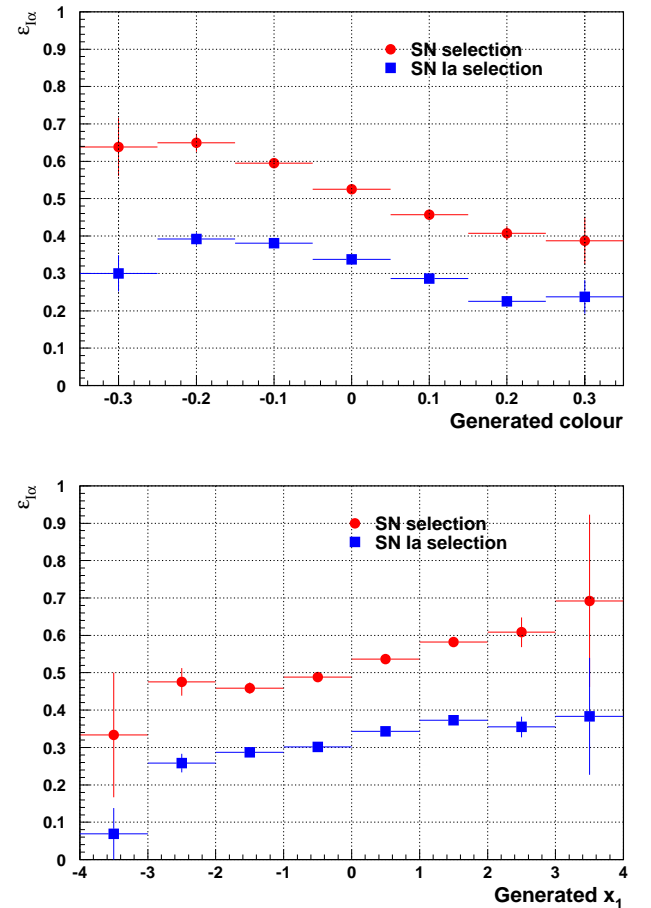 ε_Iα
1
0.9
0.8
0.7
0.6
0.5
0.4
0.3
0.2
0.1
0
SN selection
SN Ia selection
-0.3 -0.2 -0.1 0 0.1 0.2 0.3
Generated colour
ε_Iα
1
0.9
0.8
0.7
0.6
0.5
0.4
0.3
0.2
0.1
0
SN selection
SN Ia selection
-4 -3 -2 -1 0 1 2 3 4
Generated x_1